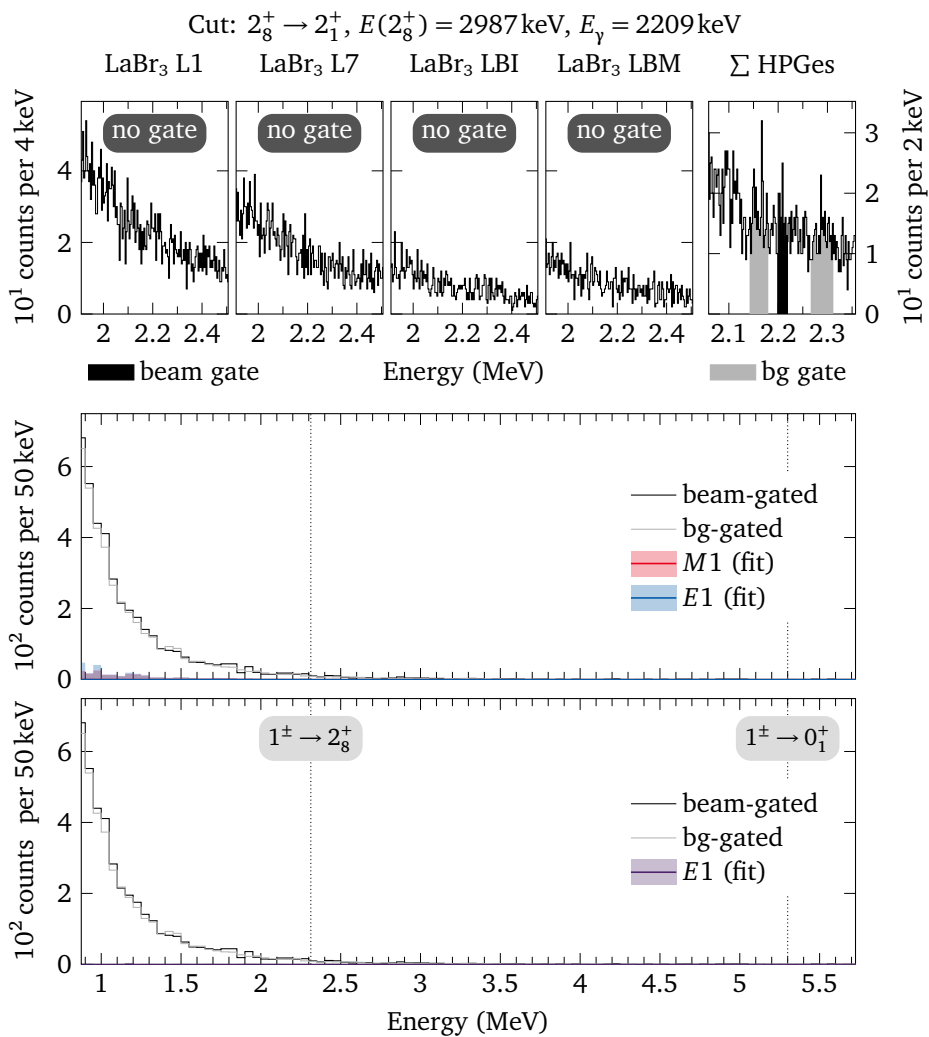 Cut: 2₈⁺ → 2₁⁺, E(2₈⁺) = 2987 keV, Eᵧ = 2209 keV
LaBr₃ L1 LaBr₃ L7 LaBr₃ LBI LaBr₃ LBM ∑ HPGes
no gate no gate no gate no gate
10¹ counts per 4 keV
0 2 4
2 2.2 2.4 2 2.2 2.4 2 2.2 2.4 2 2.2 2.4 2.1 2.2 2.3
0 1 2 3
10¹ counts per 2 keV
beam gate Energy (MeV) bg gate
10² counts per 50 keV
0 2 4 6
beam-gated
bg-gated
M1 (fit)
E1 (fit)
10² counts per 50 keV
0 2 4 6
1± → 2₈⁺ 1± → 0₁⁺
beam-gated
bg-gated
E1 (fit)
1 1.5 2 2.5 3 3.5 4 4.5 5 5.5
Energy (MeV)